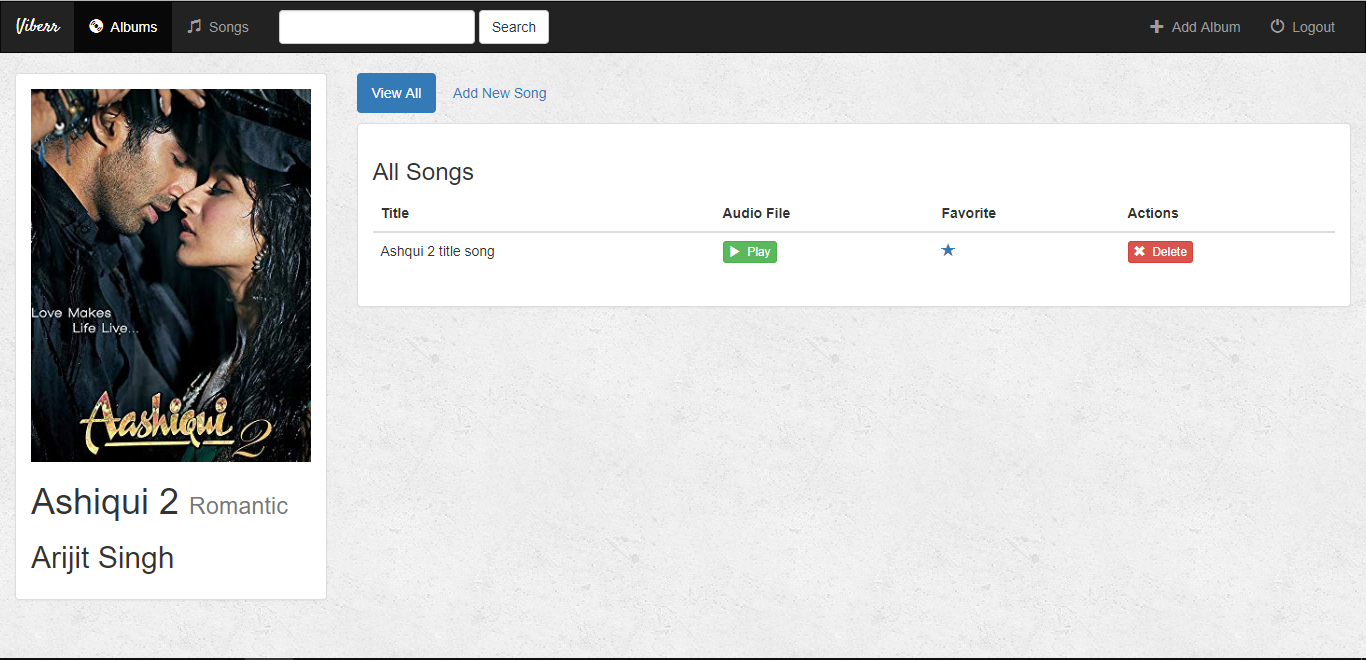 Viberr Albums Songs Search Add Album Logout
View All Add New Song
Love Makes
Life Live...
Aashiqui 2
Ashiqui 2 Romantic
Arijit Singh
All Songs
Title Audio File Favorite Actions
Ashqui 2 title song Play Delete